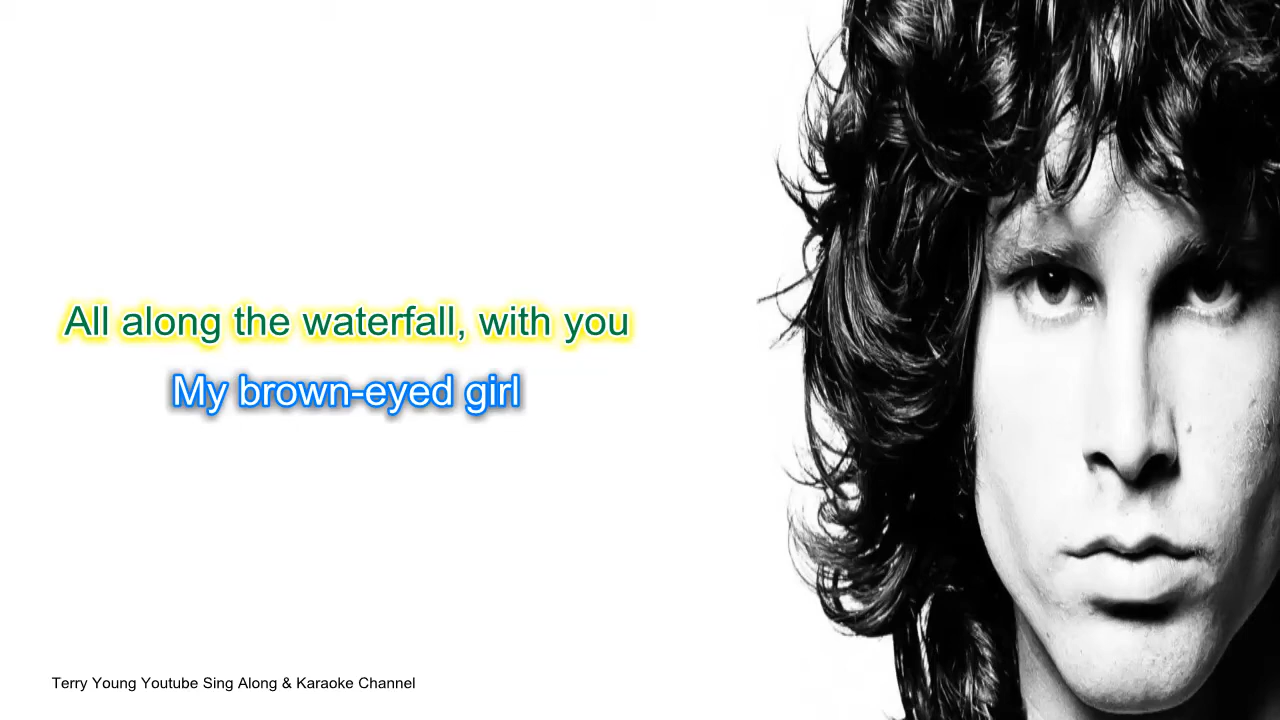 All along the waterfall, with you
My brown-eyed girl
Terry Young Youtube Sing Along & Karaoke Channel